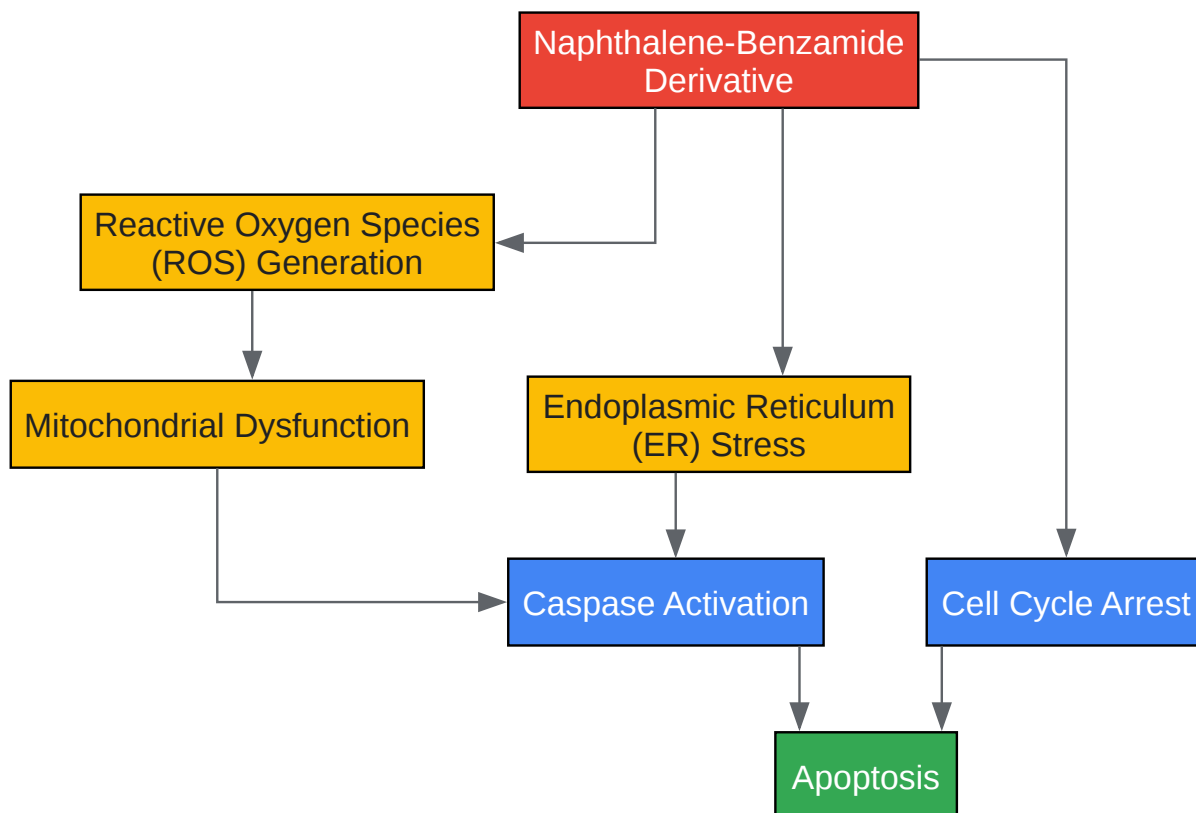 Naphthalene-Benzamide
Derivative
Reactive Oxygen Species
(ROS) Generation
Mitochondrial Dysfunction
Endoplasmic Reticulum
(ER) Stress
Caspase Activation
Cell Cycle Arrest
Apoptosis